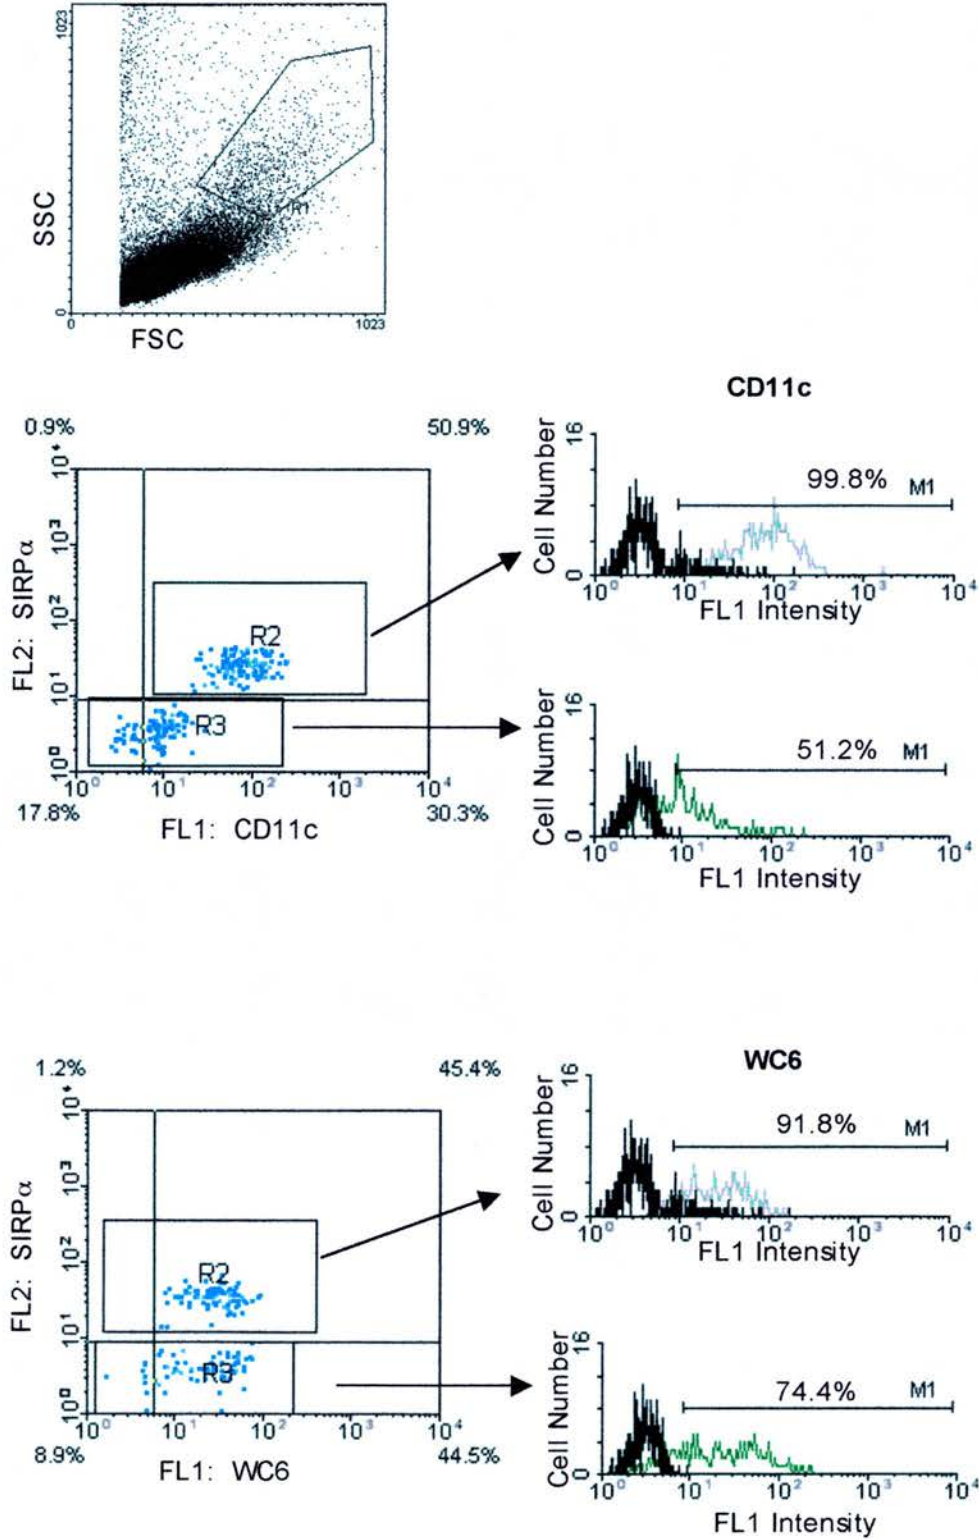 1023
SSC
0
0 1023
FSC
CD11c
0.9% 50.9%
FL2: SIRPα
10⁴
10³
10²
10¹
10⁰
R2
R3
10⁰ 10¹ 10² 10³ 10⁴
17.8% 30.3%
FL1: CD11c
Cell Number
16
0
99.8% M1
10⁰ 10¹ 10² 10³ 10⁴
FL1 Intensity
Cell Number
16
0
51.2% M1
10⁰ 10¹ 10² 10³ 10⁴
FL1 Intensity
WC6
1.2% 45.4%
FL2: SIRPα
10⁴
10³
10²
10¹
10⁰
R2
R3
10⁰ 10¹ 10² 10³ 10⁴
8.9% 44.5%
FL1: WC6
Cell Number
16
0
91.8% M1
10⁰ 10¹ 10² 10³ 10⁴
FL1 Intensity
Cell Number
16
0
74.4% M1
10⁰ 10¹ 10² 10³ 10⁴
FL1 Intensity